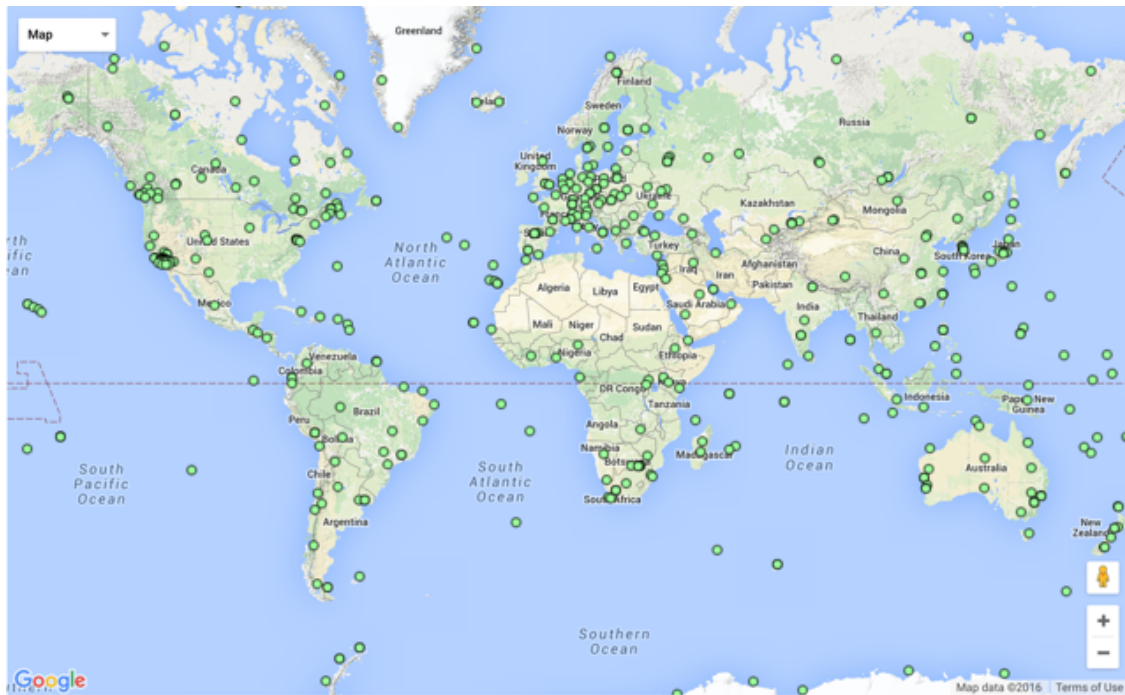 Map
Greenland
Finland
Sweden
Norway
Russia
United
Kingdom
Canada
Kazakhstan
Mongolia
United States
North
Atlantic
Ocean
Turkey
China
South Korea
Japan
Iraq
Iran
Afghanistan
Pakistan
Algeria
Libya
Egypt
Saudi Arabia
India
Mexico
Mali
Niger
Chad
Sudan
Thailand
Nigeria
Ethiopia
Venezuela
Colombia
DR Congo
Indonesia
Papua New
Guinea
Tanzania
Brazil
Peru
Angola
Namibia
Madagascar
Indian
Ocean
South
Pacific
Ocean
Chile
South
Atlantic
Ocean
Australia
South Africa
Argentina
New
Zealand
Southern
Ocean
Google
Map data ©2016 Terms of Use